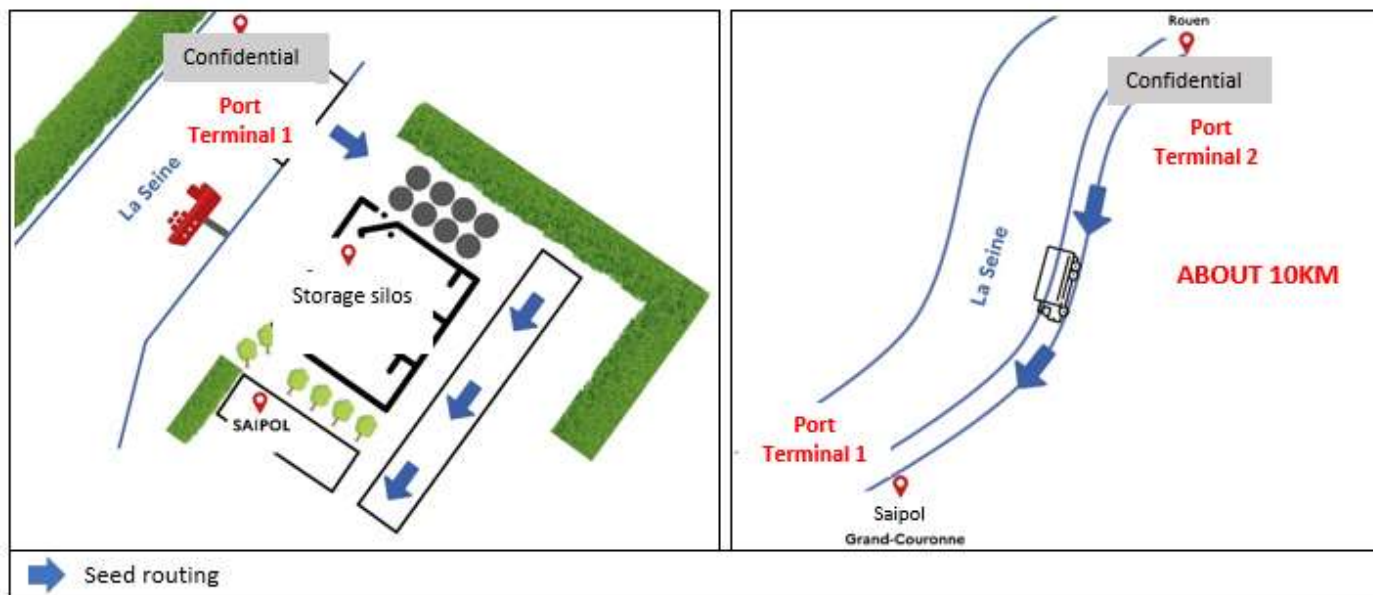 Confidential
Port
Terminal 1
La Seine
Storage silos
SAIPOL
Rouen
Confidential
Port
Terminal 2
La Seine
ABOUT 10KM
Port
Terminal 1
Saipol
Grand-Couronne
Seed routing